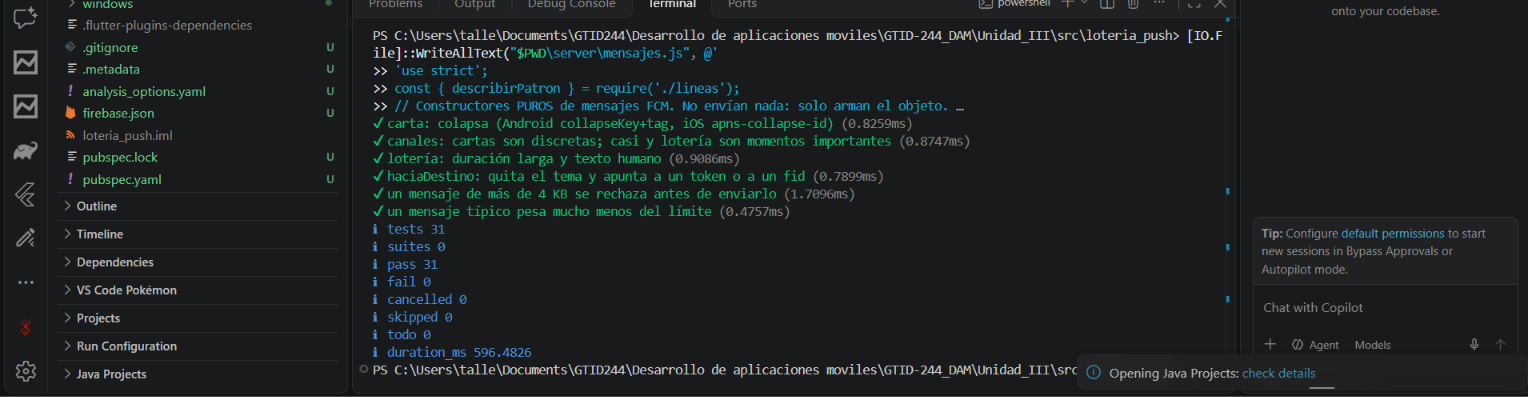 windows
.flutter-plugins-dependencies
.gitignore U
.metadata U
analysis_options.yaml U
firebase.json U
loteria_push.iml
pubspec.lock U
pubspec.yaml U
Outline
Timeline
Dependencies
VS Code Pokémon
Projects
Run Configuration
Java Projects
Problems Output Debug Console Terminal Ports powershell
PS C:\Users\talle\Documents\GTID244\Desarrollo de aplicaciones moviles\GTID-244_DAM\Unidad_III\src\loteria_push> [IO.F
ile]::WriteAllText("$PWD\server\mensajes.js", @'
>> 'use strict';
>> const { describirPatron } = require('./lineas');
>> // Constructores PUROS de mensajes FCM. No envían nada: solo arman el objeto. …
✓ carta: colapsa (Android collapseKey+tag, iOS apns-collapse-id) (0.8259ms)
✓ canales: cartas son discretas; casi y lotería son momentos importantes (0.8747ms)
✓ lotería: duración larga y texto humano (0.9086ms)
✓ haciaDestino: quita el tema y apunta a un token o a un fid (0.7899ms)
✓ un mensaje de más de 4 KB se rechaza antes de enviarlo (1.7096ms)
✓ un mensaje típico pesa mucho menos del límite (0.4757ms)
ℹ tests 31
ℹ suites 0
ℹ pass 31
ℹ fail 0
ℹ cancelled 0
ℹ skipped 0
ℹ todo 0
ℹ duration_ms 596.4826
PS C:\Users\talle\Documents\GTID244\Desarrollo de aplicaciones moviles\GTID-244_DAM\Unidad_III\src
onto your codebase.
Tip: Configure default permissions to start
new sessions in Bypass Approvals or
Autopilot mode.
Chat with Copilot
Agent Models
Opening Java Projects: check details